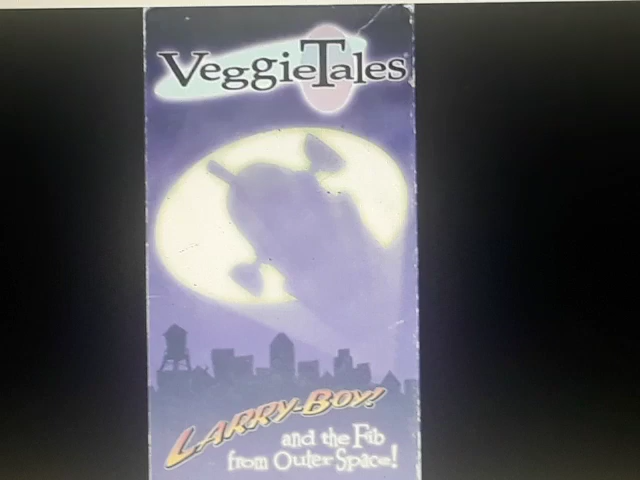 VeggieTales
LARRY-BOY!
and the Fib
from Outer Space!